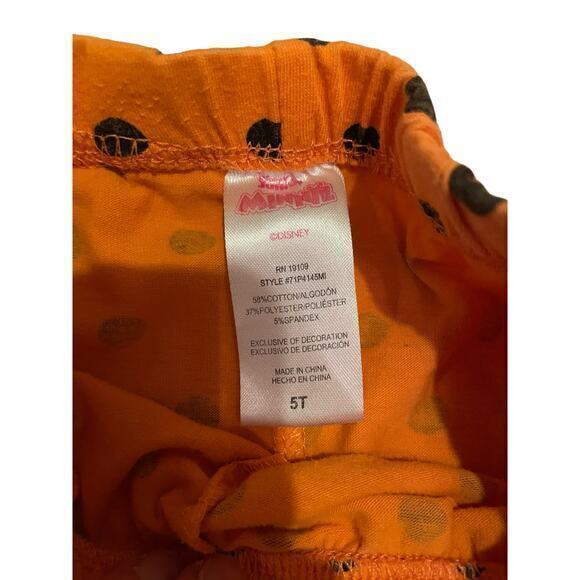 MINNIE
©DISNEY
RN 19109
STYLE #71P4145MI
58%COTTON/ALGODÓN
37%POLYESTER/POLIÉSTER
5%SPANDEX
EXCLUSIVE OF DECORATION
EXCLUSIVO DE DECORACIÓN
MADE IN CHINA
HECHO EN CHINA
5T